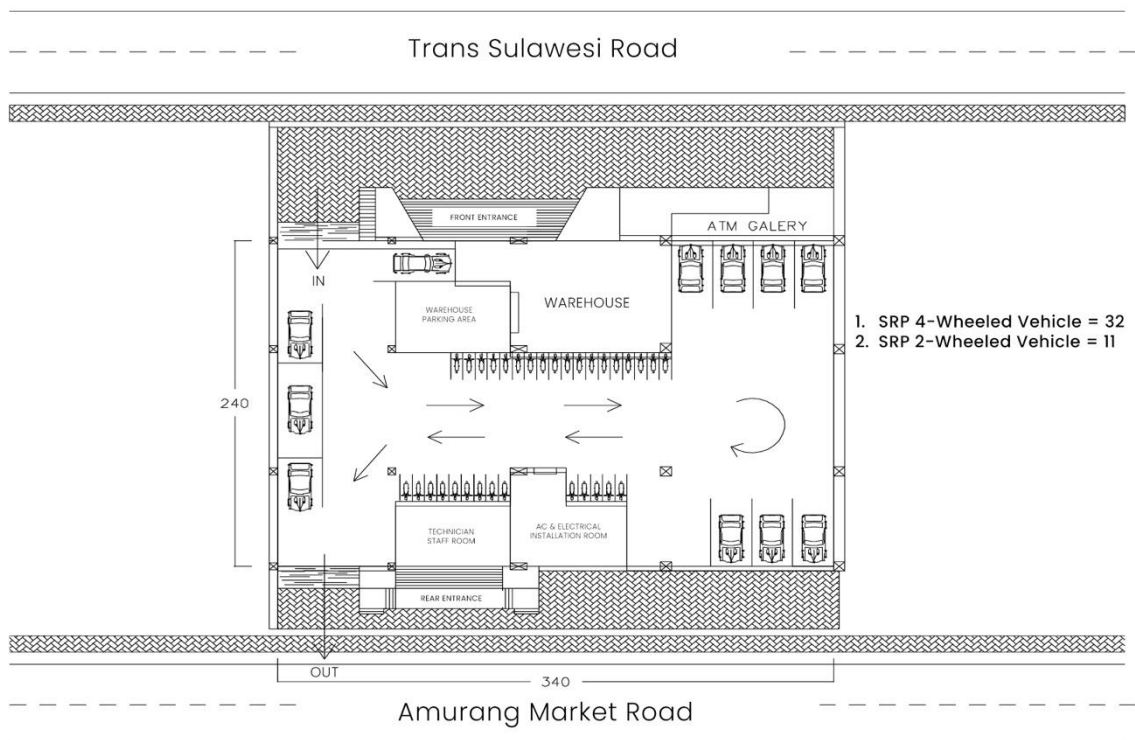 Trans Sulawesi Road
FRONT ENTRANCE
ATM GALERY
IN
WAREHOUSE
PARKING AREA
WAREHOUSE
1. SRP 4-Wheeled Vehicle = 32
2. SRP 2-Wheeled Vehicle = 11
240
TECHNICIAN
STAFF ROOM
AC & ELECTRICAL
INSTALLATION ROOM
REAR ENTRANCE
OUT
340
Amurang Market Road